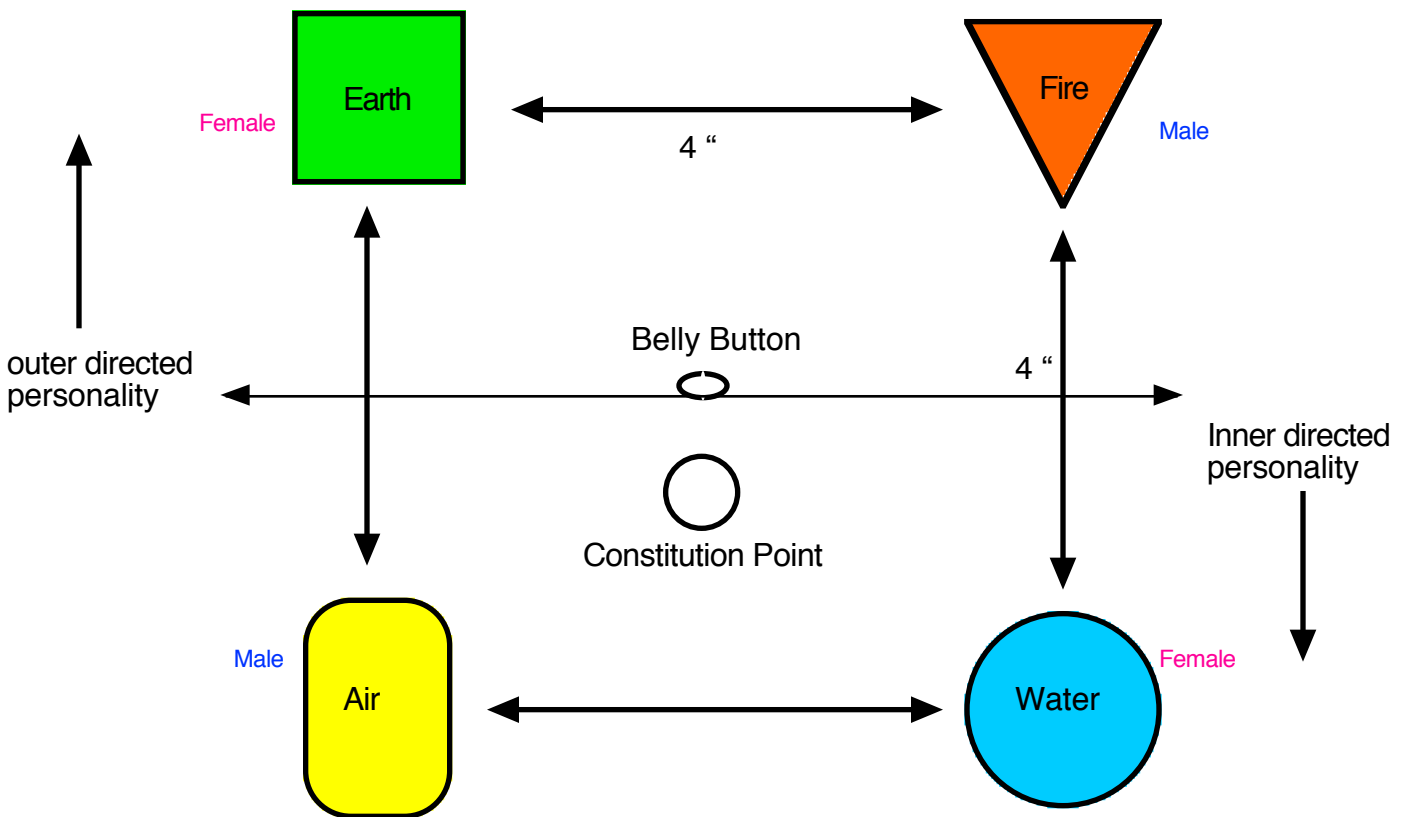 Earth
Fire
Female
Male
4 “
Belly Button
outer directed
personality
4 “
Inner directed
personality
Constitution Point
Male
Female
Air
Water